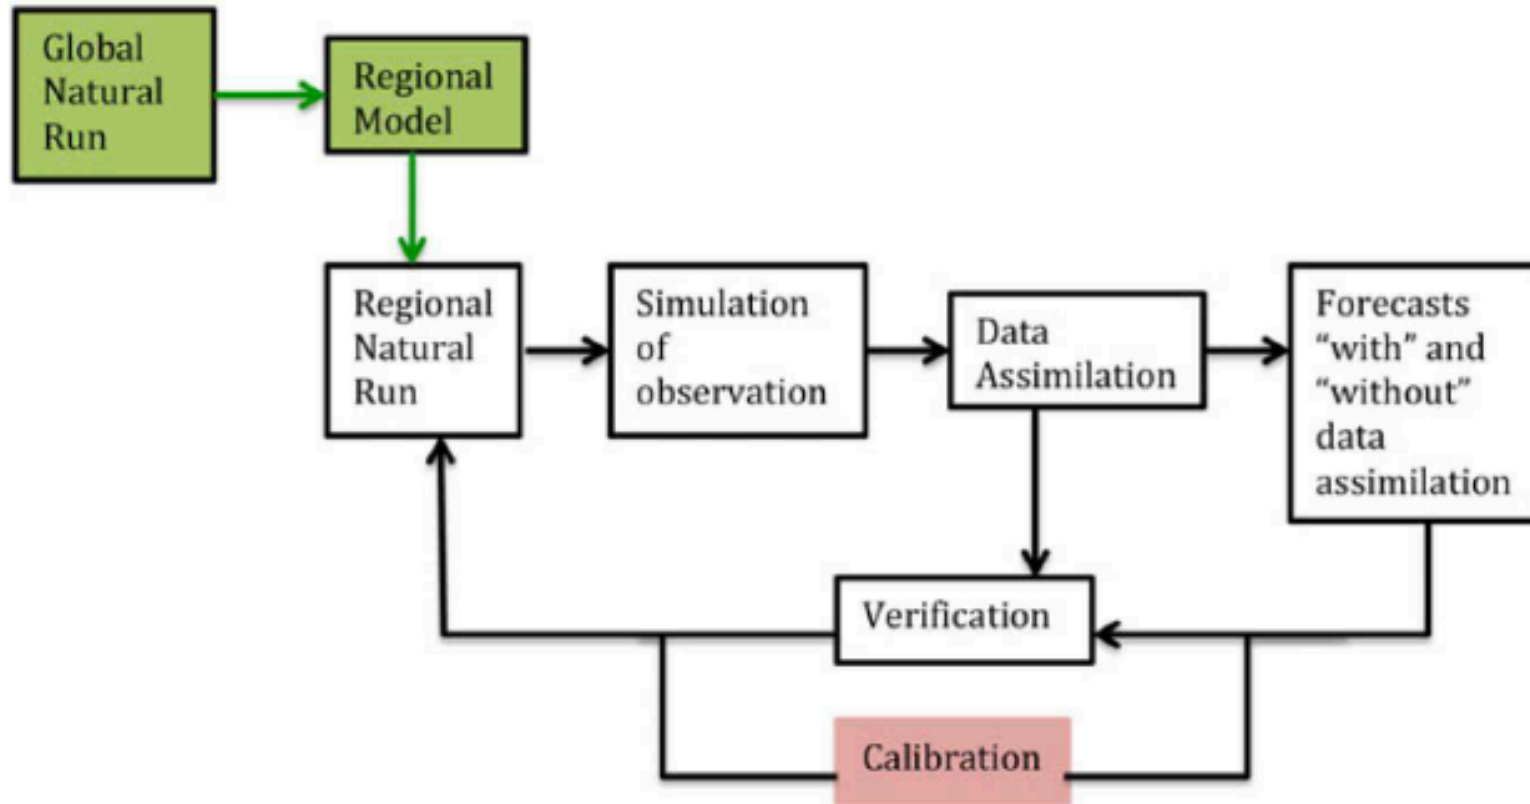 Global
Natural
Run
Regional
Model
Regional
Natural
Run
Simulation
of
observation
Data
Assimilation
Forecasts
“with” and
“without”
data
assimilation
Verification
Calibration